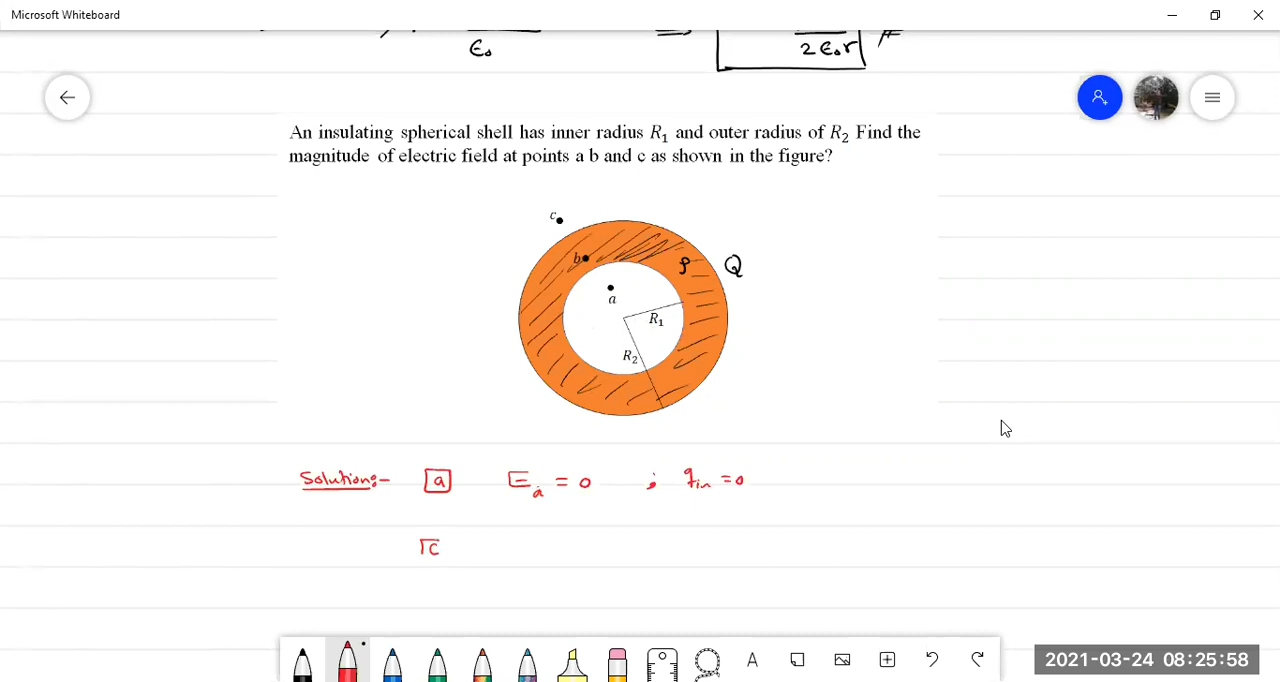 Microsoft Whiteboard
ϵ₀
⇒ 2ϵ₀r
An insulating spherical shell has inner radius R₁ and outer radius of R₂ Find the
magnitude of electric field at points a b and c as shown in the figure?
c
b ρ Q
a
R₁
R₂
Solution:- a E_a = 0 ; q_in = 0
c
A
2021-03-24 08:25:58